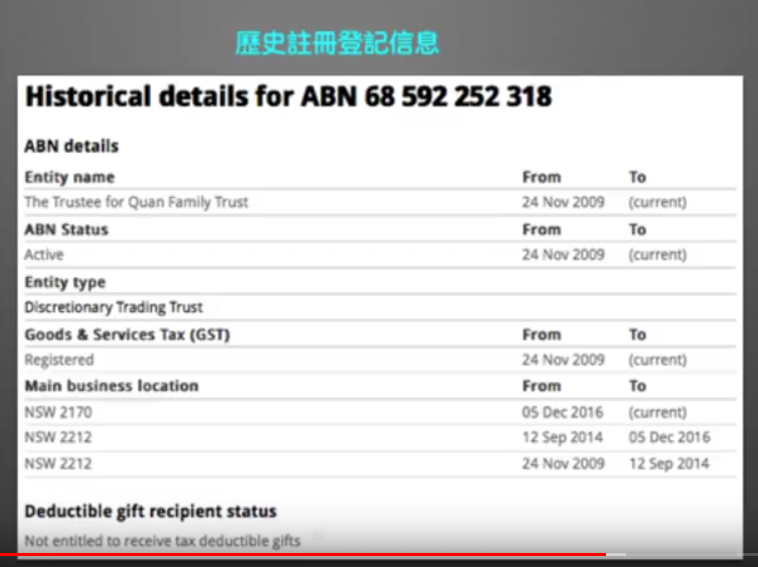 歷史註冊登記信息
Historical details for ABN 68 592 252 318
ABN details
Entity name From To
The Trustee for Quan Family Trust 24 Nov 2009 (current)
ABN Status From To
Active 24 Nov 2009 (current)
Entity type
Discretionary Trading Trust
Goods & Services Tax (GST) From To
Registered 24 Nov 2009 (current)
Main business location From To
NSW 2170 05 Dec 2016 (current)
NSW 2212 12 Sep 2014 05 Dec 2016
NSW 2212 24 Nov 2009 12 Sep 2014
Deductible gift recipient status
Not entitled to receive tax deductible gifts